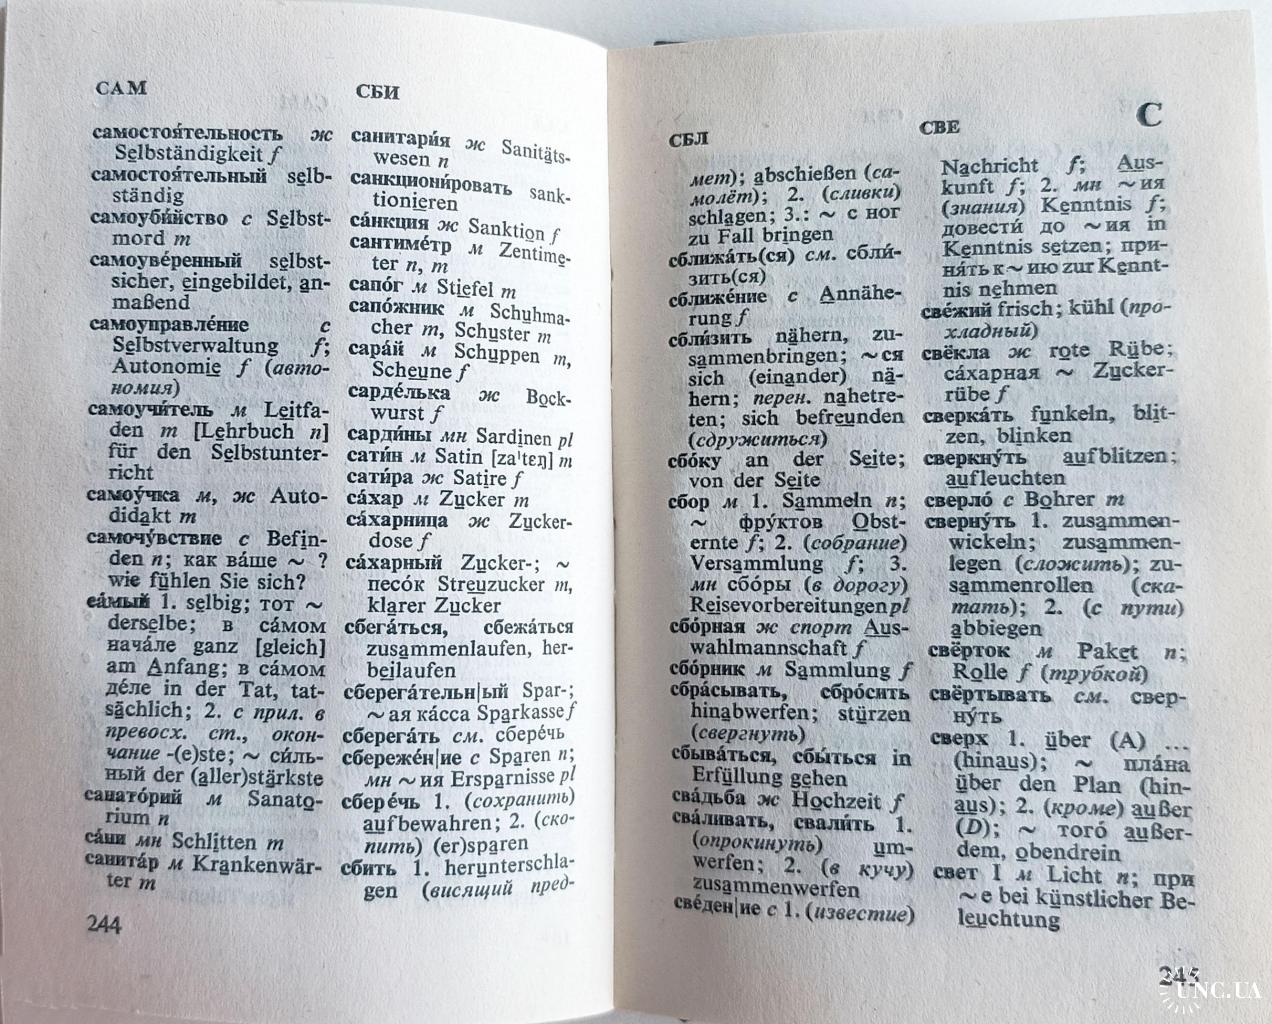 САМ
самостоя́тельность ж
Selbständigkeit f
самостоя́тельный selb-
ständig
самоуби́йство с Selbst-
mord m
самоуве́ренный selbst-
sicher, eingebildet, an-
maßend
самоуправле́ние с
Selbstverwaltung f;
Autonomie f (авто-
номия)
самоучи́тель м Leitfa-
den m [Lehrbuch n]
für den Selbstunter-
richt
самоу́чка м, ж Auto-
didakt m
самочу́вствие с Befin-
den n; как ва́ше ~ ?
wie fühlen Sie sich?
са́мый 1. selbig; тот ~
derselbe; в са́мом
нача́ле ganz [gleich]
am Anfang; в са́мом
де́ле in der Tat, tat-
sächlich; 2. с прил. в
превосх. ст., окон-
чание -(e)ste; ~ си́ль-
ный der (aller)stärkste
санато́рий м Sanato-
rium n
са́ни мн Schlitten m
санита́р м Krankenwär-
ter m
244
СБИ
санитари́я ж Sanitäts-
wesen n
санкциони́ровать sank-
tionieren
са́нкция ж Sanktion f
сантиме́тр м Zentime-
ter n, m
сапо́г м Stiefel m
сапо́жник м Schuhma-
cher m, Schuster m
сара́й м Schuppen m,
Scheune f
сарде́лька ж Bock-
wurst f
сарди́ны мн Sardinen pl
сати́н м Satin [za'tɛŋ] m
сати́ра ж Satire f
са́хар м Zucker m
са́харница ж Zucker-
dose f
са́харный Zucker-; ~
песо́к Streuzucker m,
klarer Zucker
сбега́ться, сбежа́ться
zusammenlaufen, her-
beilaufen
сберега́тельн|ый Spar-;
~ая ка́сса Sparkasse f
сберега́ть см. сбере́чь
сбереже́н|ие с Sparen n;
мн ~ия Ersparnisse pl
сбере́чь 1. (сохранить)
aufbewahren; 2. (ско-
пить) (er)sparen
сбить 1. herunterschla-
gen (висящий пред-
СБЛ
мет); abschießen (са-
молёт); 2. (сливки)
schlagen; 3.: ~ с ног
zu Fall bringen
сближа́ть(ся) см. сбли́-
зить(ся)
сближе́ние с Annähe-
rung f
сбли́зить nähern, zu-
sammenbringen; ~ся
sich (einander) nä-
hern; перен. nahetre-
ten; sich befreunden
(сдружиться)
сбо́ку an der Seite;
von der Seite
сбор м 1. Sammeln n;
~ фру́ктов Obst-
ernte f; 2. (собрание)
Versammlung f; 3.
мн сбо́ры (в дорогу)
Reisevorbereitungen pl
сбо́рная ж спорт Aus-
wahlmannschaft f
сбо́рник м Sammlung f
сбра́сывать, сбро́сить
hinabwerfen; stürzen
(свергнуть)
сбыва́ться, сбы́ться in
Erfüllung gehen
сва́дьба ж Hochzeit f
сва́ливать, свали́ть 1.
(опрокинуть) um-
werfen; 2. (в кучу)
zusammenwerfen
све́ден|ие с 1. (известие)
СВЕ
С
Nachricht f; Aus-
kunft f; 2. мн ~ия
(знания) Kenntnis f;
довести́ до ~ия in
Kenntnis setzen; при-
ня́ть к ~ию zur Kennt-
nis nehmen
све́жий frisch; kühl (про-
хладный)
свёкла ж rote Rübe;
са́харная ~ Zucker-
rübe f
сверка́ть funkeln, blit-
zen, blinken
сверкну́ть aufblitzen;
aufleuchten
сверло́ с Bohrer m
сверну́ть 1. zusammen-
wickeln; zusammen-
legen (сложить); zu-
sammenrollen (ска-
тать); 2. (с пути)
abbiegen
свёрток м Paket n;
Rolle f (трубкой)
свёртывать см. свер-
ну́ть
сверх 1. über (A) ...
(hinaus); ~ пла́на
über den Plan (hin-
aus); 2. (кроме) außer
(D); ~ того́ außer-
dem, obendrein
свет I м Licht n; при
~е bei künstlicher Be-
leuchtung
245
UNC.UA